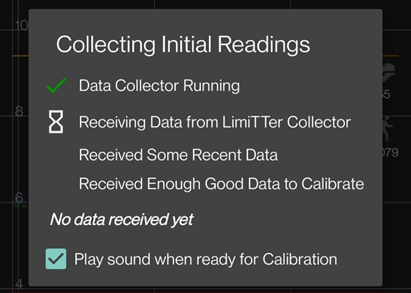 Collecting Initial Readings
Data Collector Running
Receiving Data from LimiTTer Collector
Received Some Recent Data
Received Enough Good Data to Calibrate
No data received yet
Play sound when ready for Calibration
10
8
6
4
55
079